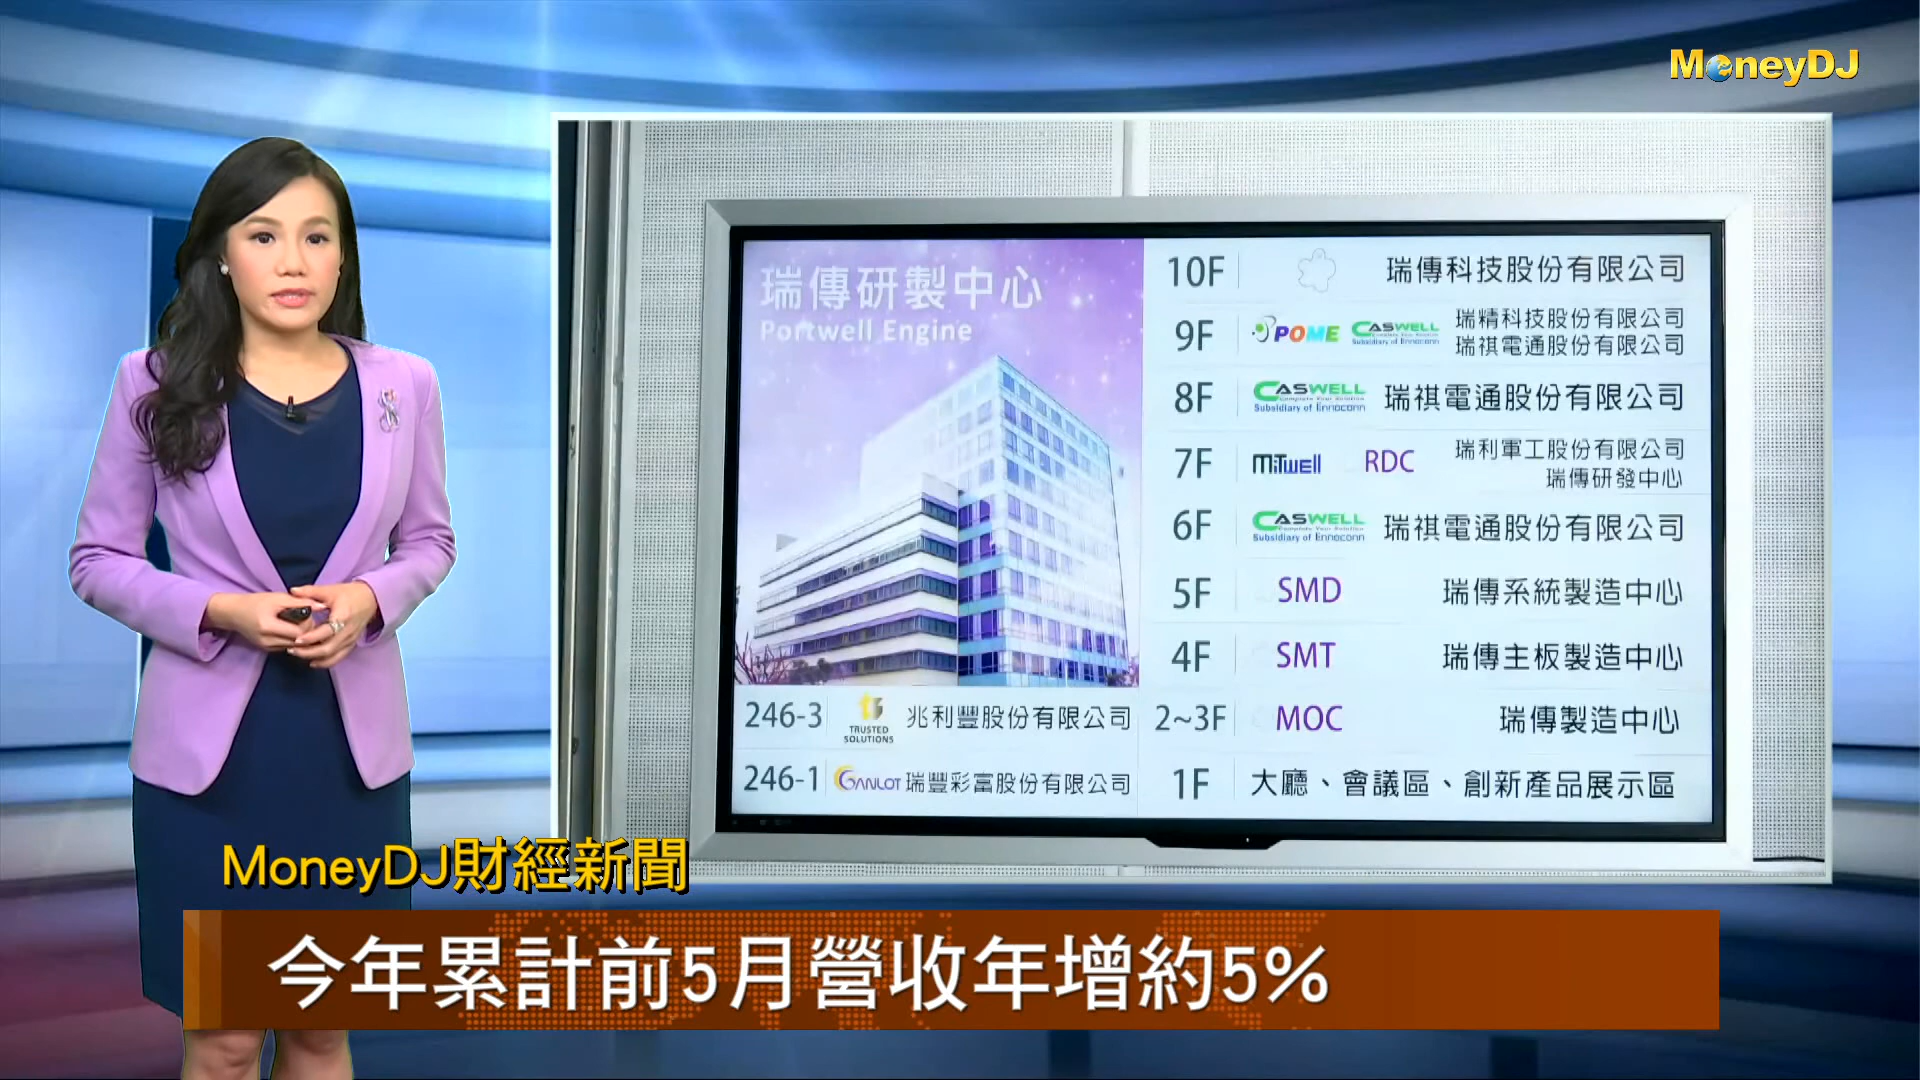 MoneyDJ
瑞傳研製中心
Portwell Engine
246-3 TRUSTED SOLUTIONS 兆利豐股份有限公司
246-1 GANLOT 瑞豐彩富股份有限公司
10F 瑞傳科技股份有限公司
9F POME CASWELL Subsidiary of Ennoconn 瑞精科技股份有限公司
瑞祺電通股份有限公司
8F CASWELL 瑞祺電通股份有限公司
Complete Your Solution
Subsidiary of Ennoconn
7F MiTwell RDC 瑞利軍工股份有限公司
瑞傳研發中心
6F CASWELL 瑞祺電通股份有限公司
Complete Your Solution
Subsidiary of Ennoconn
5F SMD 瑞傳系統製造中心
4F SMT 瑞傳主板製造中心
2~3F MOC 瑞傳製造中心
1F 大廳、會議區、創新產品展示區
MoneyDJ財經新聞
今年累計前5月營收年增約5%